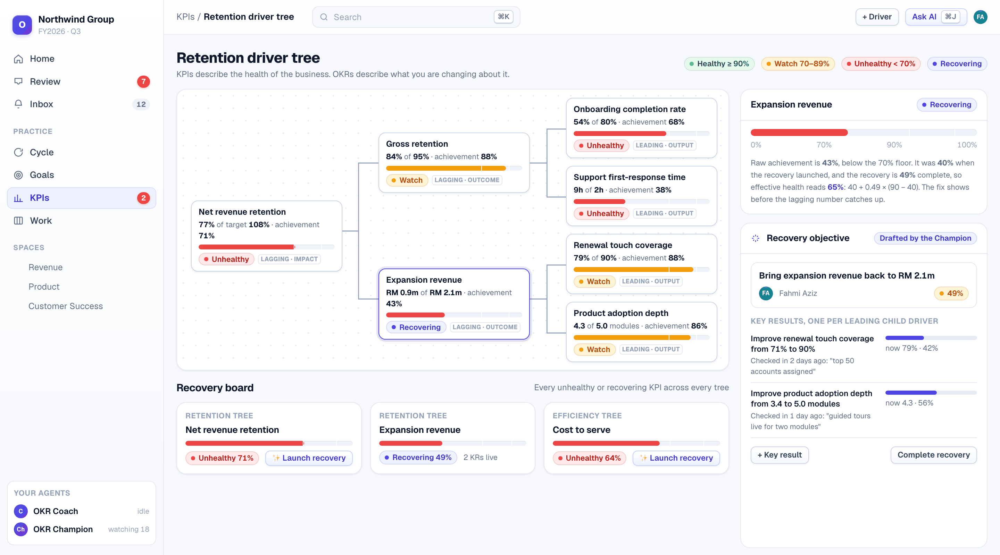 O
Northwind Group
FY2026 · Q3
Home
Review
7
Inbox
12
PRACTICE
Cycle
Goals
KPIs
2
Work
SPACES
Revenue
Product
Customer Success
YOUR AGENTS
C
OKR Coach
idle
Ch
OKR Champion
watching 18
KPIs / Retention driver tree
Search
⌘K
+ Driver
Ask AI ⌘J
FA
Retention driver tree
KPIs describe the health of the business. OKRs describe what you are changing about it.
Healthy ≥ 90%
Watch 70–89%
Unhealthy < 70%
Recovering
Net revenue retention
77% of target 108% · achievement
71%
Unhealthy
LAGGING · IMPACT
Gross retention
84% of 95% · achievement 88%
Watch
LAGGING · OUTCOME
Expansion revenue
RM 0.9m of RM 2.1m · achievement
43%
Recovering
LAGGING · OUTCOME
Onboarding completion rate
54% of 80% · achievement 68%
Unhealthy
LEADING · OUTPUT
Support first-response time
9h of 2h · achievement 38%
Unhealthy
LEADING · OUTPUT
Renewal touch coverage
79% of 90% · achievement 88%
Watch
LEADING · OUTPUT
Product adoption depth
4.3 of 5.0 modules · achievement 86%
Watch
LEADING · OUTPUT
Recovery board
Every unhealthy or recovering KPI across every tree
RETENTION TREE
Net revenue retention
Unhealthy 71%
✨ Launch recovery
RETENTION TREE
Expansion revenue
Recovering 49%
2 KRs live
EFFICIENCY TREE
Cost to serve
Unhealthy 64%
✨ Launch recovery
Expansion revenue
Recovering
0%
70%
90%
100%
Raw achievement is 43%, below the 70% floor. It was 40% when
the recovery launched, and the recovery is 49% complete, so
effective health reads 65%: 40 + 0.49 × (90 – 40). The fix shows
before the lagging number catches up.
Recovery objective
Drafted by the Champion
Bring expansion revenue back to RM 2.1m
FA
Fahmi Aziz
49%
KEY RESULTS, ONE PER LEADING CHILD DRIVER
Improve renewal touch coverage
from 71% to 90%
now 79% · 42%
Checked in 2 days ago: "top 50
accounts assigned"
Improve product adoption depth
from 3.4 to 5.0 modules
now 4.3 · 56%
Checked in 1 day ago: "guided tours
live for two modules"
+ Key result
Complete recovery